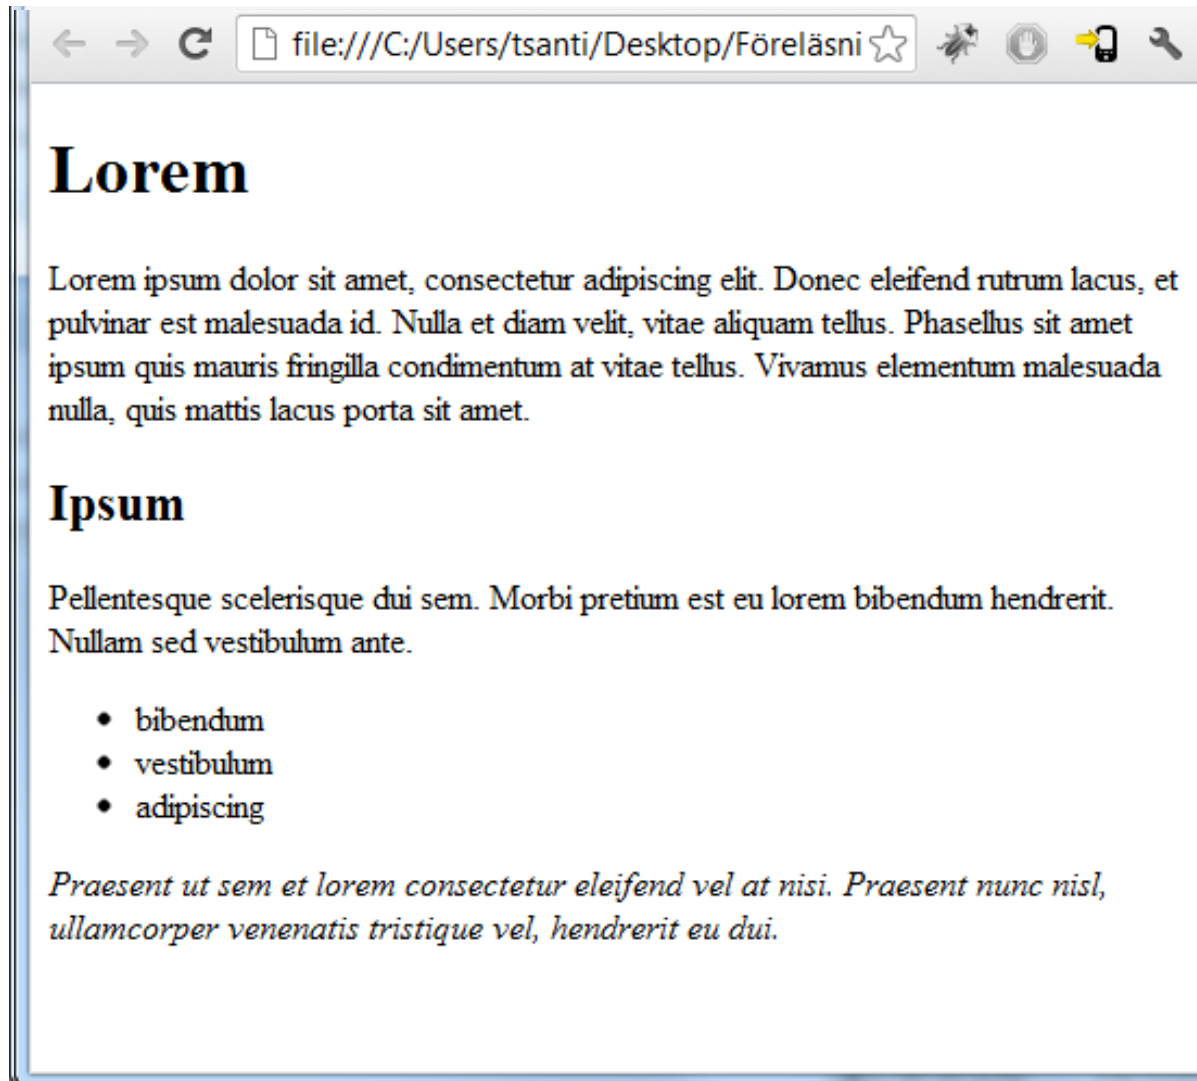 file:///C:/Users/tsanti/Desktop/Föreläsni
Lorem
Lorem ipsum dolor sit amet, consectetur adipiscing elit. Donec eleifend rutrum lacus, et
pulvinar est malesuada id. Nulla et diam velit, vitae aliquam tellus. Phasellus sit amet
ipsum quis mauris fringilla condimentum at vitae tellus. Vivamus elementum malesuada
nulla, quis mattis lacus porta sit amet.
Ipsum
Pellentesque scelerisque dui sem. Morbi pretium est eu lorem bibendum hendrerit.
Nullam sed vestibulum ante.
• bibendum
• vestibulum
• adipiscing
Praesent ut sem et lorem consectetur eleifend vel at nisi. Praesent nunc nisl,
ullamcorper venenatis tristique vel, hendrerit eu dui.